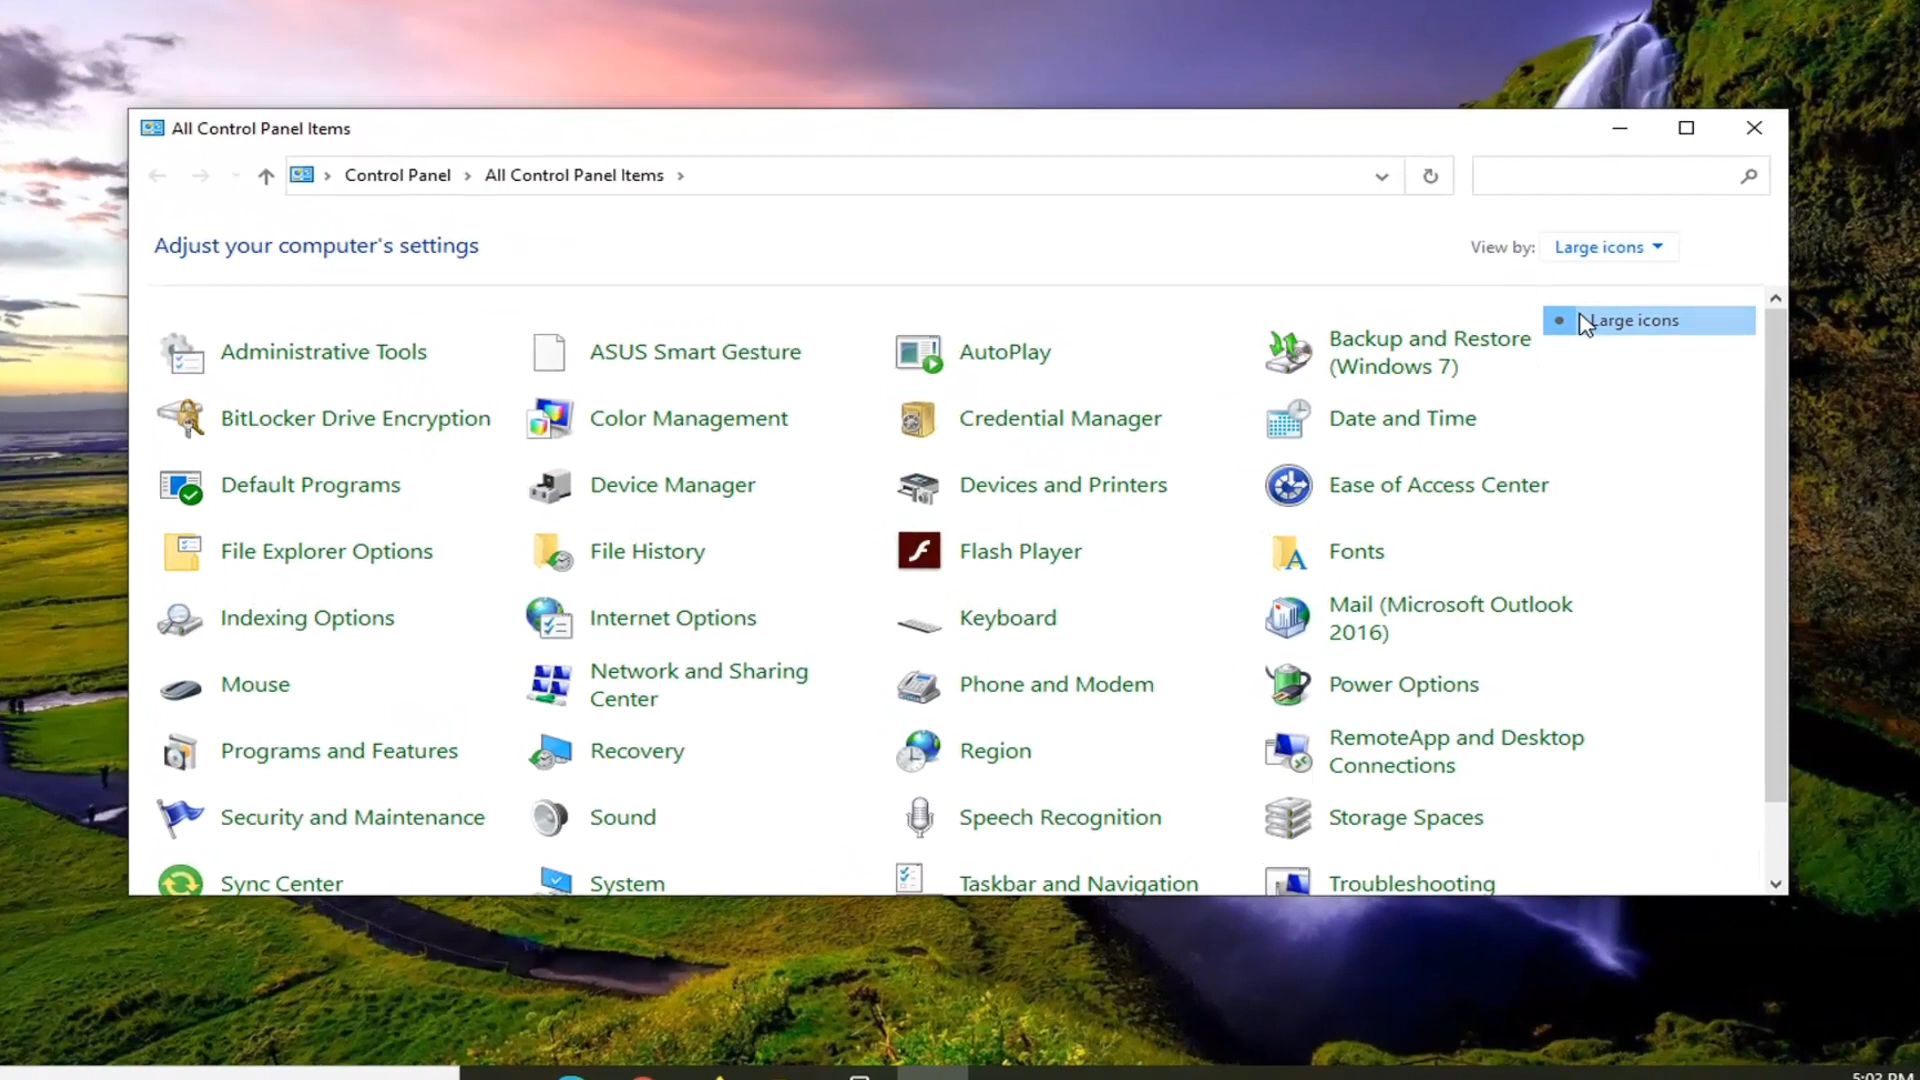 All Control Panel Items
Control Panel
All Control Panel Items
Adjust your computer's settings
View by:
Large icons
Large icons
Administrative Tools
ASUS Smart Gesture
AutoPlay
Backup and Restore
(Windows 7)
BitLocker Drive Encryption
Color Management
Credential Manager
Date and Time
Default Programs
Device Manager
Devices and Printers
Ease of Access Center
File Explorer Options
File History
Flash Player
Fonts
Indexing Options
Internet Options
Keyboard
Mail (Microsoft Outlook
2016)
Mouse
Network and Sharing
Center
Phone and Modem
Power Options
Programs and Features
Recovery
Region
RemoteApp and Desktop
Connections
Security and Maintenance
Sound
Speech Recognition
Storage Spaces
Sync Center
System
Taskbar and Navigation
Troubleshooting
5:03 PM